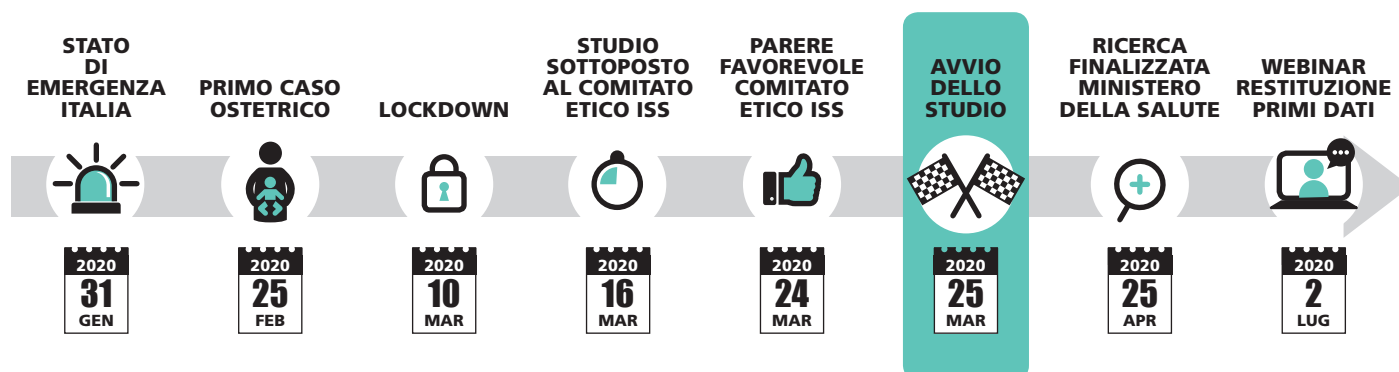 STATO
DI
EMERGENZA
ITALIA
PRIMO CASO
OSTETRICO
LOCKDOWN
STUDIO
SOTTOPOSTO
AL COMITATO
ETICO ISS
PARERE
FAVOREVOLE
COMITATO
ETICO ISS
AVVIO
DELLO
STUDIO
RICERCA
FINALIZZATA
MINISTERO
DELLA SALUTE
WEBINAR
RESTITUZIONE
PRIMI DATI
2020
31
GEN
2020
25
FEB
2020
10
MAR
2020
16
MAR
2020
24
MAR
2020
25
MAR
2020
25
APR
2020
2
LUG